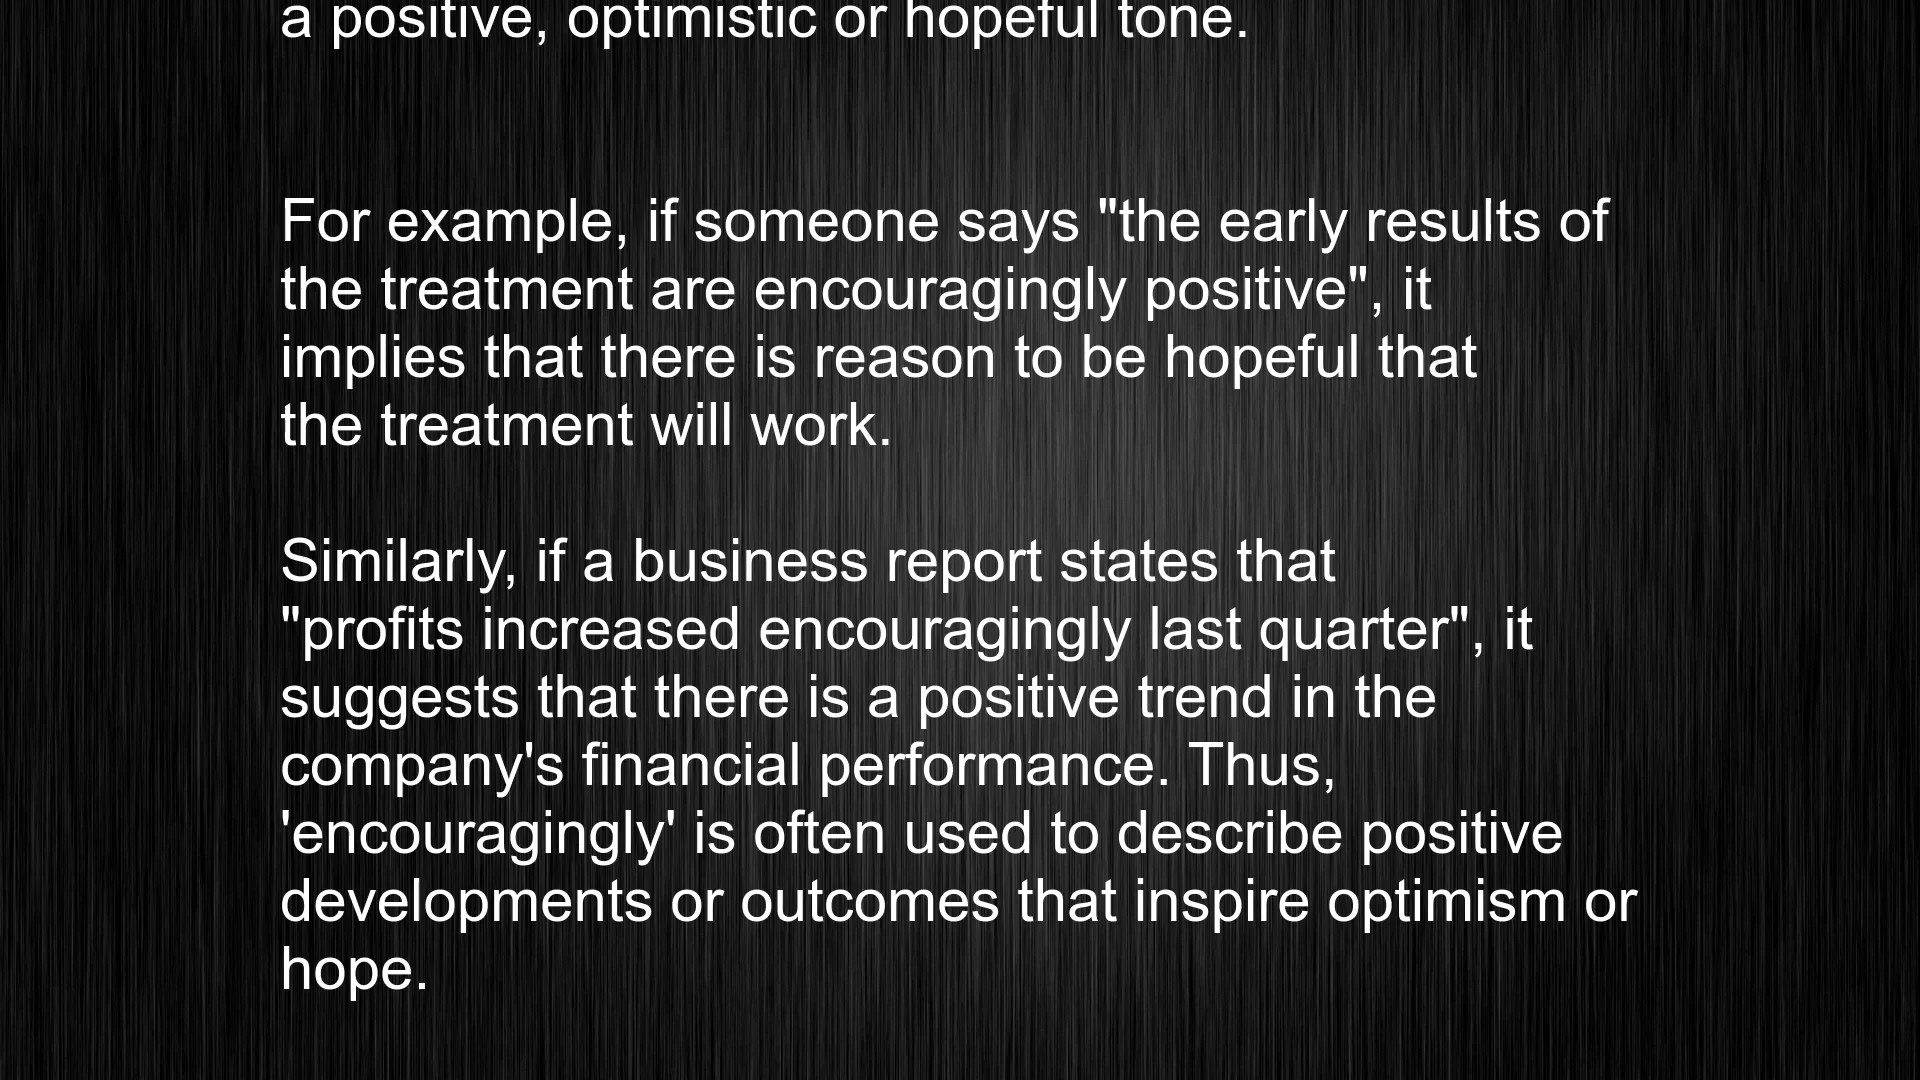 a positive, optimistic or hopeful tone.
For example, if someone says "the early results of
the treatment are encouragingly positive", it
implies that there is reason to be hopeful that
the treatment will work.
Similarly, if a business report states that
"profits increased encouragingly last quarter", it
suggests that there is a positive trend in the
company's financial performance. Thus,
'encouragingly' is often used to describe positive
developments or outcomes that inspire optimism or
hope.